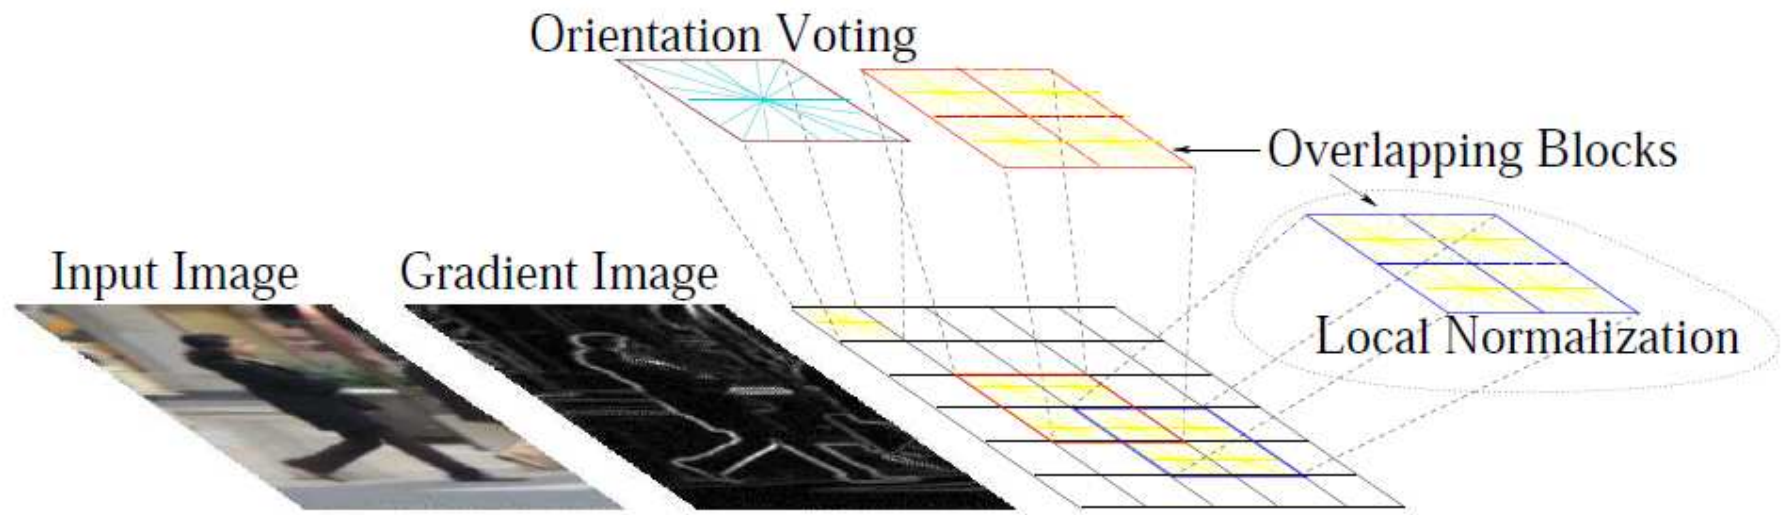 Orientation Voting
Overlapping Blocks
Input Image
Gradient Image
Local Normalization